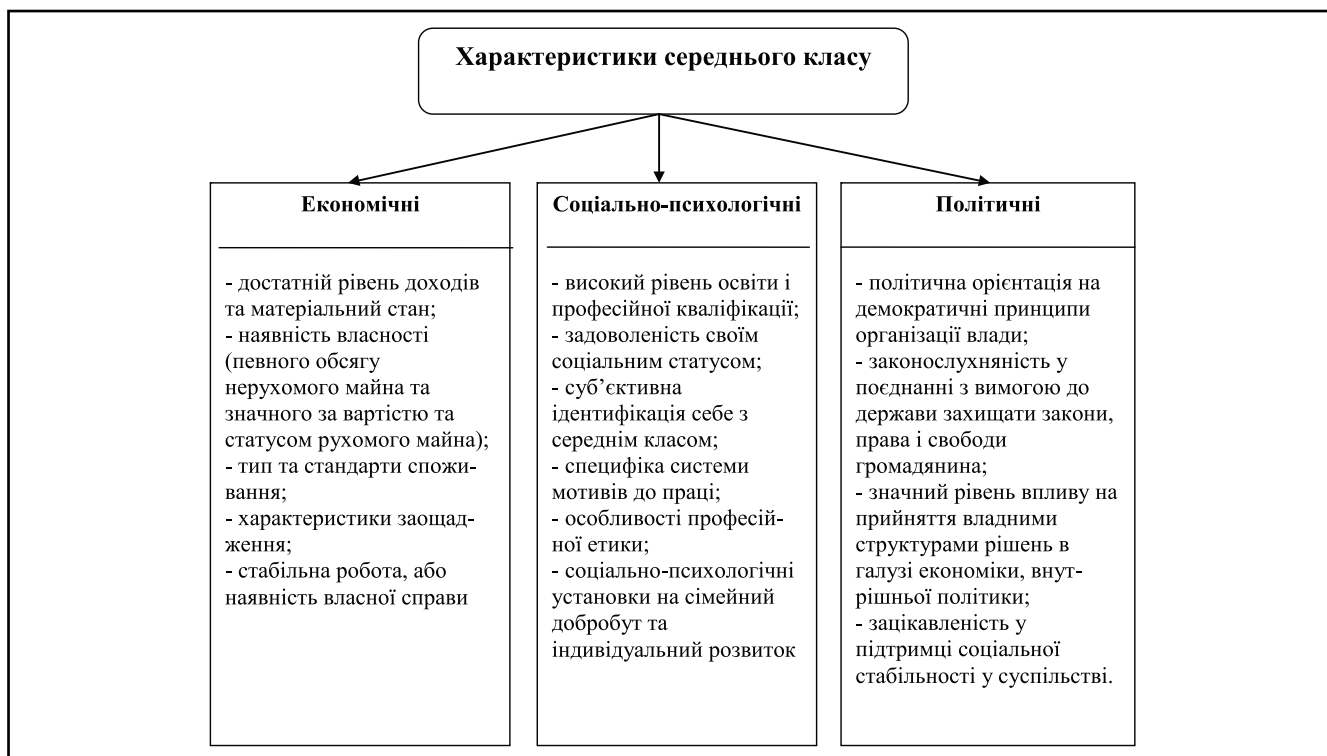 Характеристики середнього класу
Економічні
- достатній рівень доходів
та матеріальний стан;
- наявність власності
(певного обсягу
нерухомого майна та
значного за вартістю та
статусом рухомого майна);
- тип та стандарти спожи-
вання;
- характеристики заощад-
ження;
- стабільна робота, або
наявність власної справи
Соціально-психологічні
- високий рівень освіти і
професійної кваліфікації;
- задоволеність своїм
соціальним статусом;
- суб’єктивна
ідентифікація себе з
середнім класом;
- специфіка системи
мотивів до праці;
- особливості професій-
ної етики;
- соціально-психологічні
установки на сімейний
добробут та
індивідуальний розвиток
Політичні
- політична орієнтація на
демократичні принципи
організації влади;
- законослухняність у
поєднанні з вимогою до
держави захищати закони,
права і свободи
громадянина;
- значний рівень впливу на
прийняття владними
структурами рішень в
галузі економіки, внут-
рішньої політики;
- зацікавленість у
підтримці соціальної
стабільності у суспільстві.